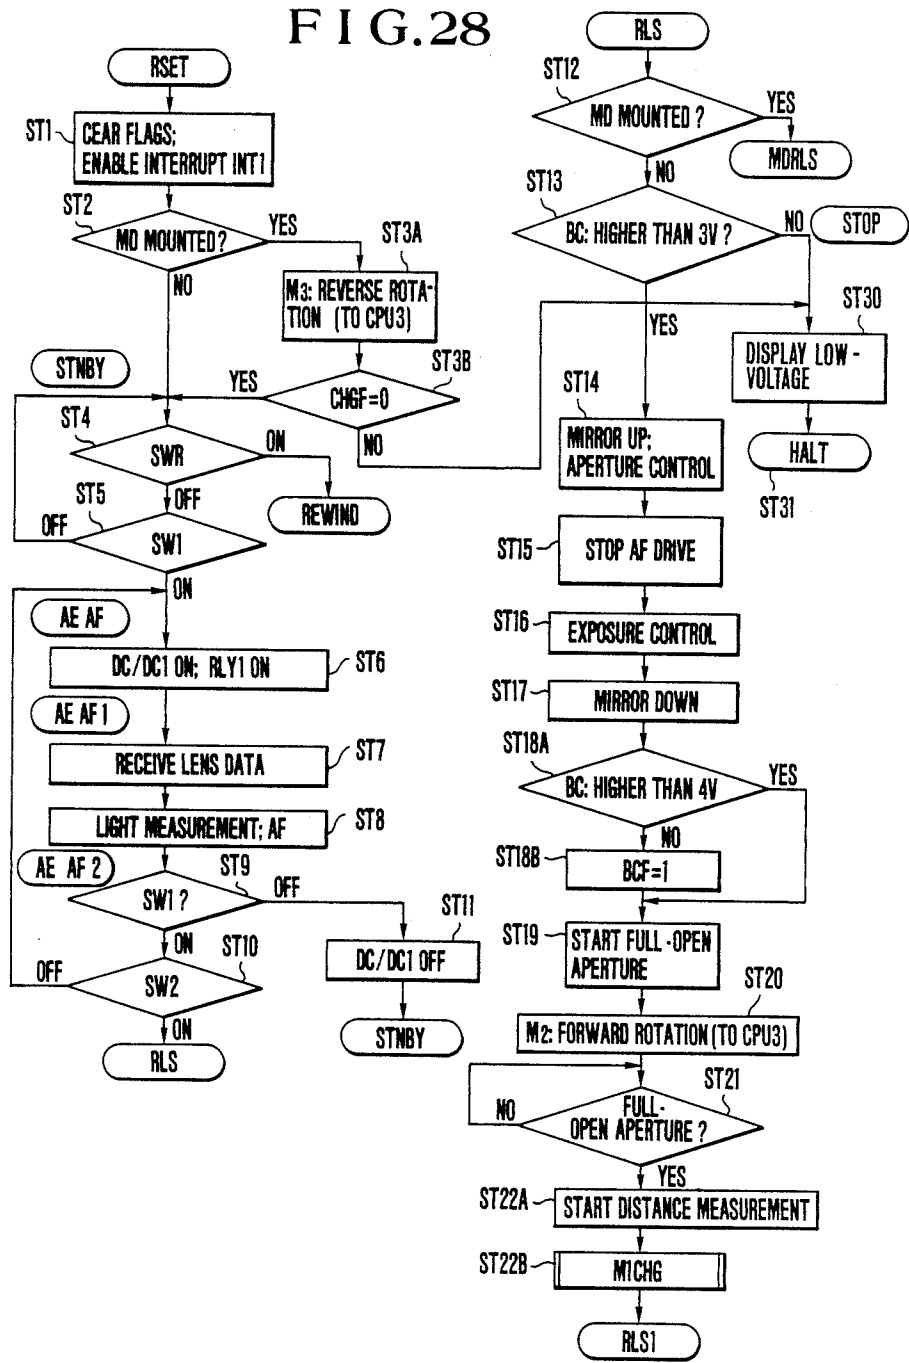 FIG.28
RSET
ST1
CEAR FLAGS;
ENABLE INTERRUPT INT1
ST2
MD MOUNTED?
YES
NO
ST3A
M3: REVERSE ROTA-
TION (TO CPU3)
ST3B
CHGF=0
YES
NO
STNBY
ST4
SWR
ON
OFF
REWIND
ST5
SW1
OFF
ON
AE AF
DC/DC1 ON; RLY1 ON
ST6
AE AF1
RECEIVE LENS DATA
ST7
LIGHT MEASUREMENT; AF
ST8
AE AF2
ST9
SW1?
OFF
ON
ST11
DC/DC1 OFF
STNBY
ST10
SW2
OFF
ON
RLS
RLS
ST12
MD MOUNTED?
YES
MDRLS
NO
ST13
BC: HIGHER THAN 3V?
NO
STOP
YES
ST30
DISPLAY LOW-
VOLTAGE
HALT
ST31
ST14
MIRROR UP;
APERTURE CONTROL
ST15
STOP AF DRIVE
ST16
EXPOSURE CONTROL
ST17
MIRROR DOWN
ST18A
BC: HIGHER THAN 4V
YES
NO
ST18B
BCF=1
ST19
START FULL-OPEN
APERTURE
ST20
M2: FORWARD ROTATION (TO CPU3)
ST21
FULL-
OPEN APERTURE?
NO
YES
ST22A
START DISTANCE MEASUREMENT
ST22B
M1CHG
RLS1